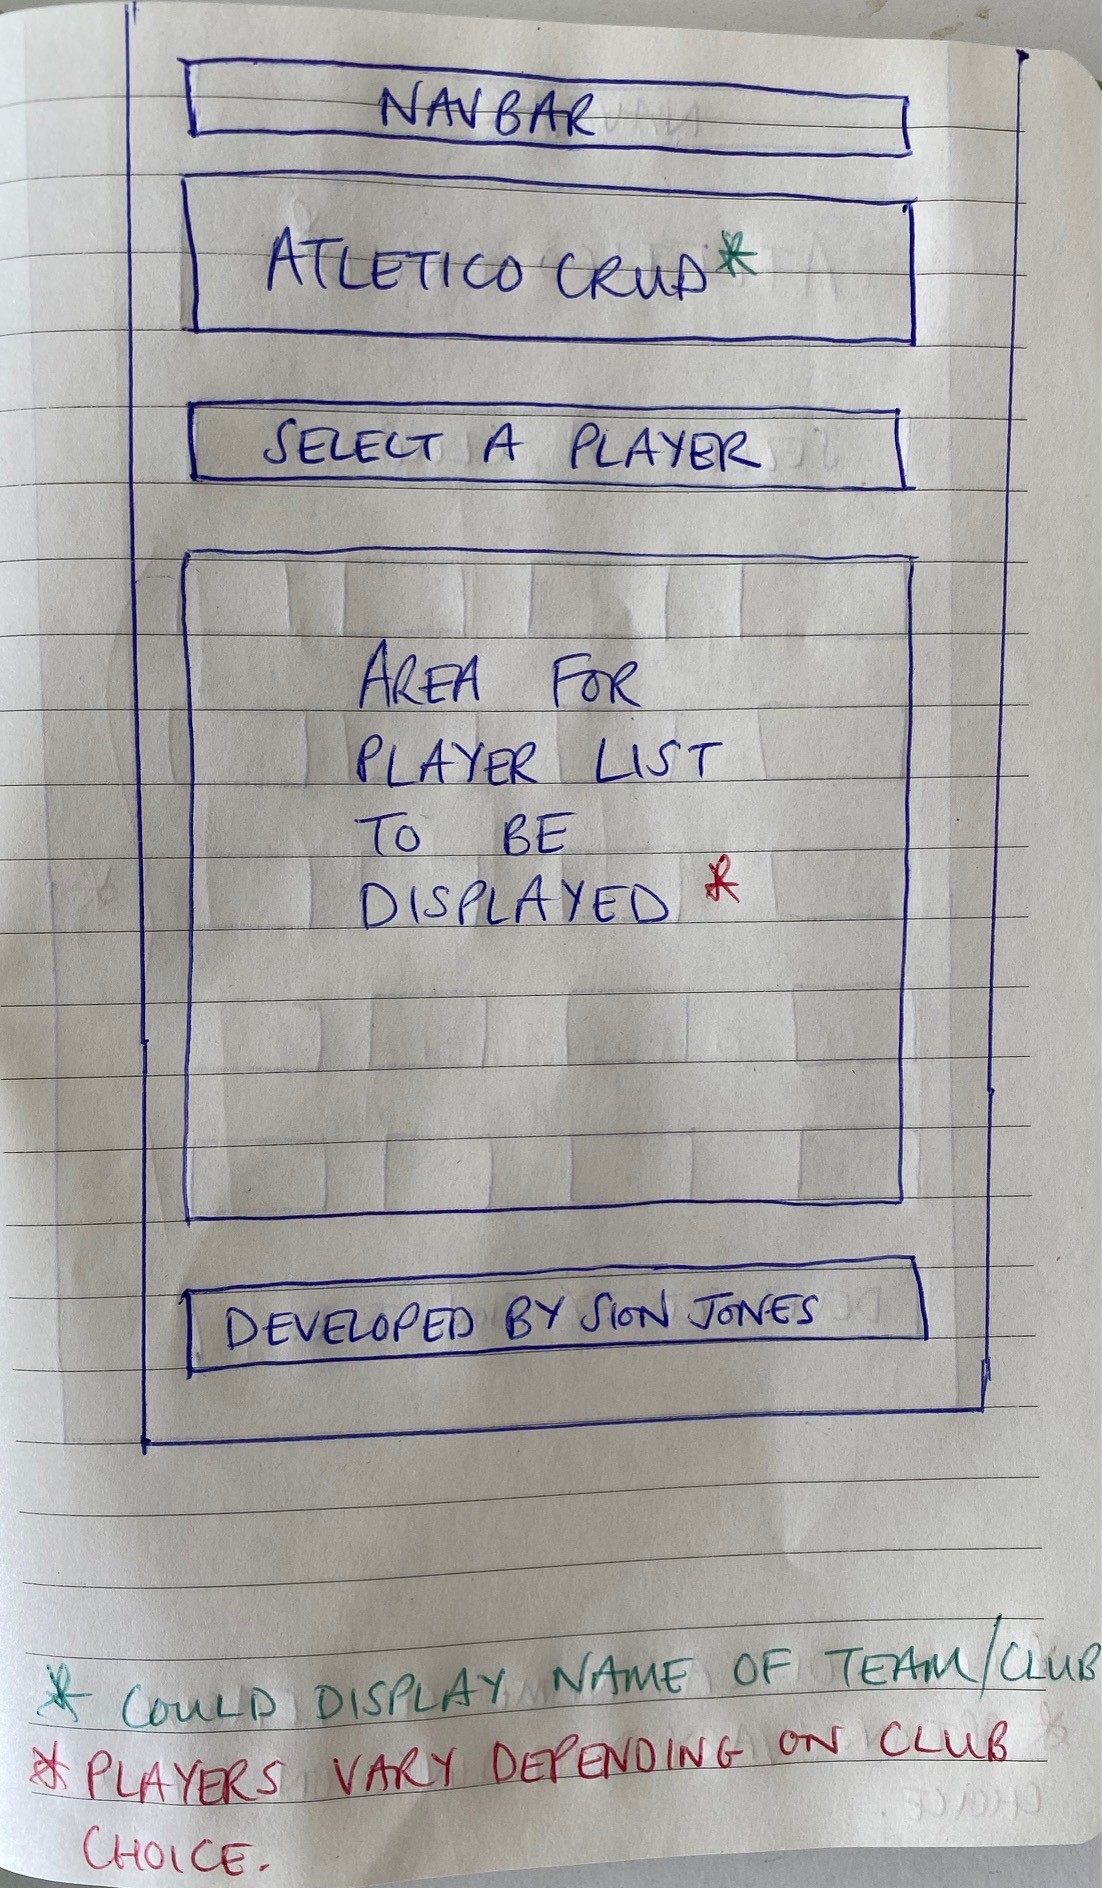 NAVBAR
ATLETICO CRUD*
SELECT A PLAYER
AREA FOR
PLAYER LIST
TO BE
DISPLAYED *
DEVELOPED BY SION JONES
* COULD DISPLAY NAME OF TEAM/CLUB
* PLAYERS VARY DEPENDING ON CLUB
CHOICE.